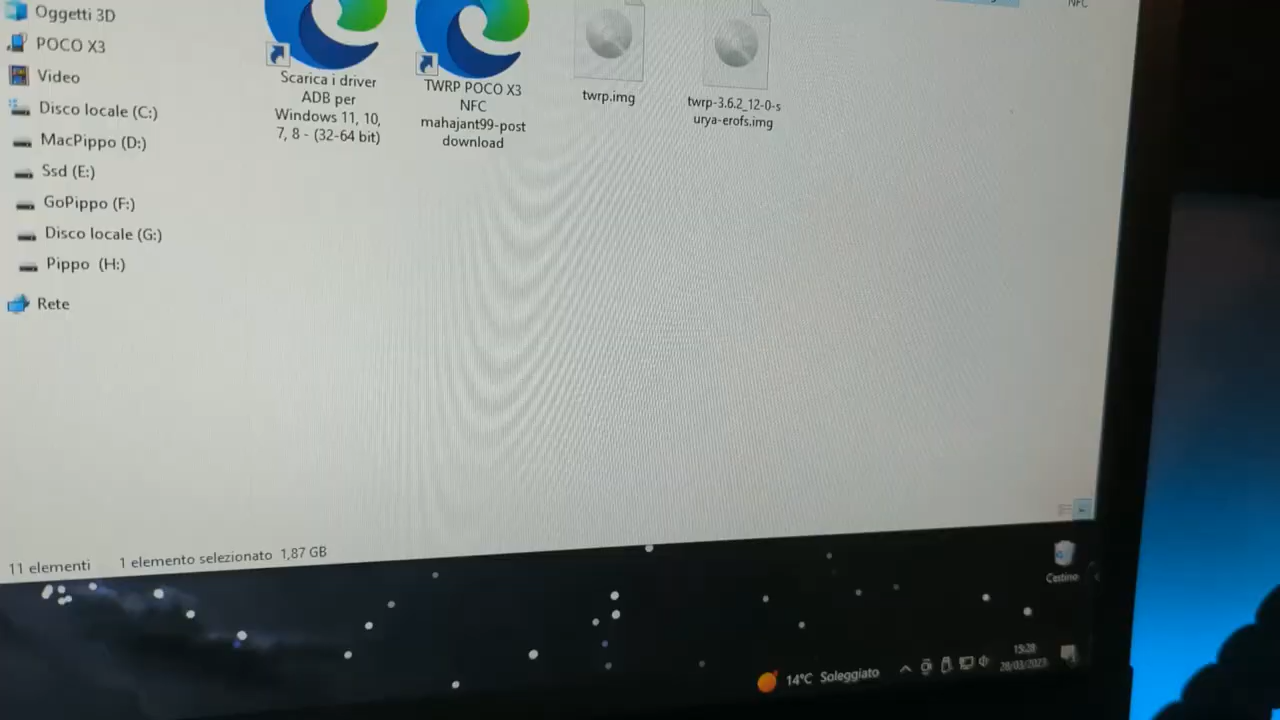 Oggetti 3D
POCO X3
Video
Disco locale (C:)
MacPippo (D:)
Ssd (E:)
GoPippo (F:)
Disco locale (G:)
Pippo (H:)
Rete
Scarica i driver
ADB per
Windows 11, 10,
7, 8 - (32-64 bit)
TWRP POCO X3
NFC
mahajant99-post
download
twrp.img
twrp-3.6.2_12-0-s
urya-erofs.img
NFC
11 elementi
1 elemento selezionato 1,87 GB
Cestino
14°C Soleggiato
15:28
28/03/2023